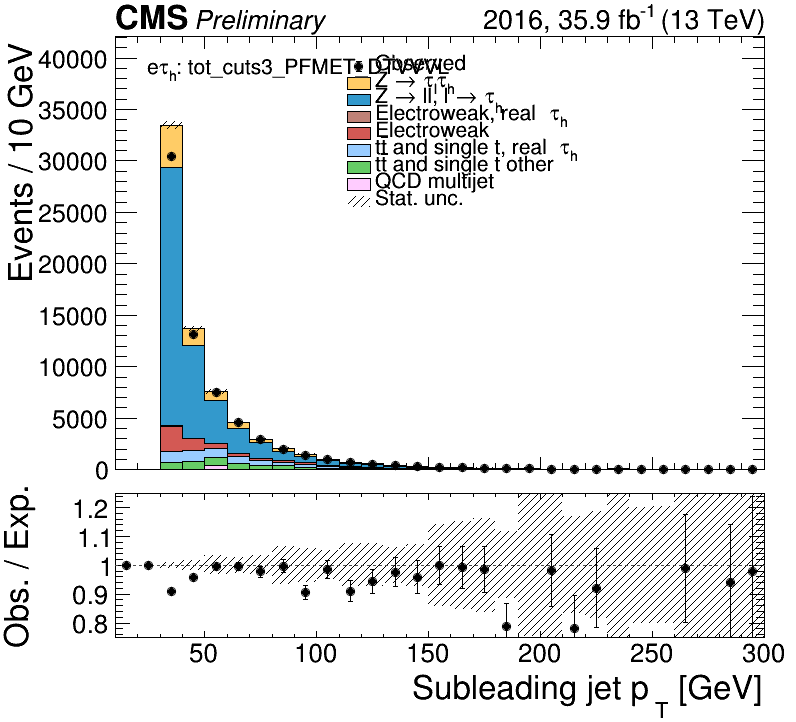 CMS Preliminary 2016, 35.9 fb⁻¹ (13 TeV)
Events / 10 GeV
40000
35000
30000
25000
20000
15000
10000
5000
0
eτh: tot_cuts3_PFMET-
Observed
Z → ττh
Z → ll, l → τh
Electroweak, real τh
Electroweak
tt̄ and single t, real τh
tt̄ and single t other
QCD multijet
Stat. unc.
Obs. / Exp.
1.2
1.1
1
0.9
0.8
50 100 150 200 250 300
Subleading jet pT [GeV]